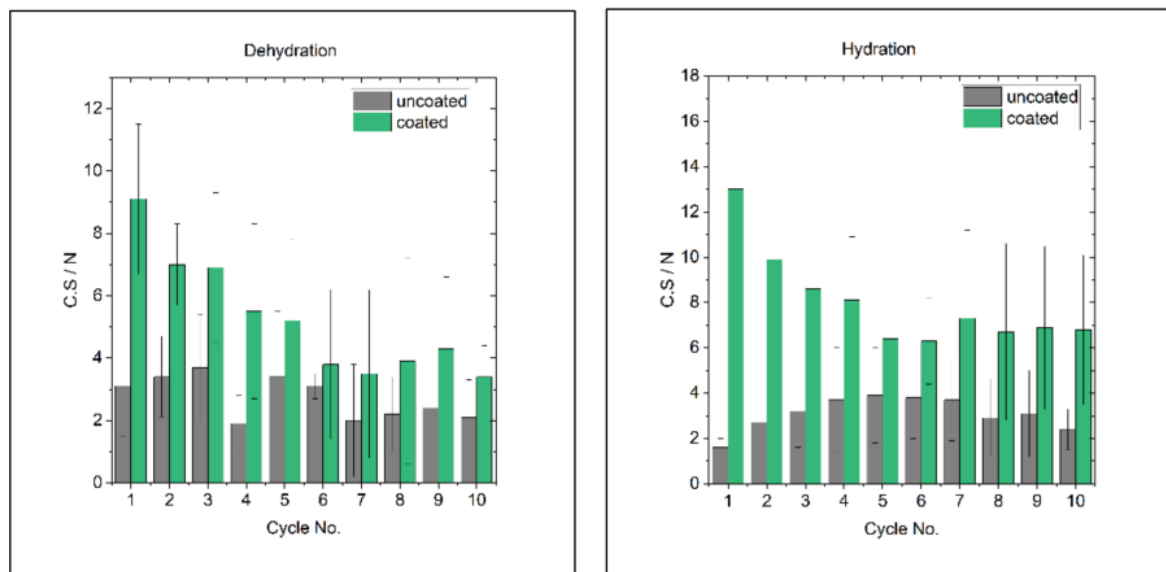 Dehydration
uncoated
coated
12
10
8
6
4
2
0
C.S / N
1 2 3 4 5 6 7 8 9 10
Cycle No.
Hydration
uncoated
coated
18
16
14
12
10
8
6
4
2
0
C.S / N
1 2 3 4 5 6 7 8 9 10
Cycle No.